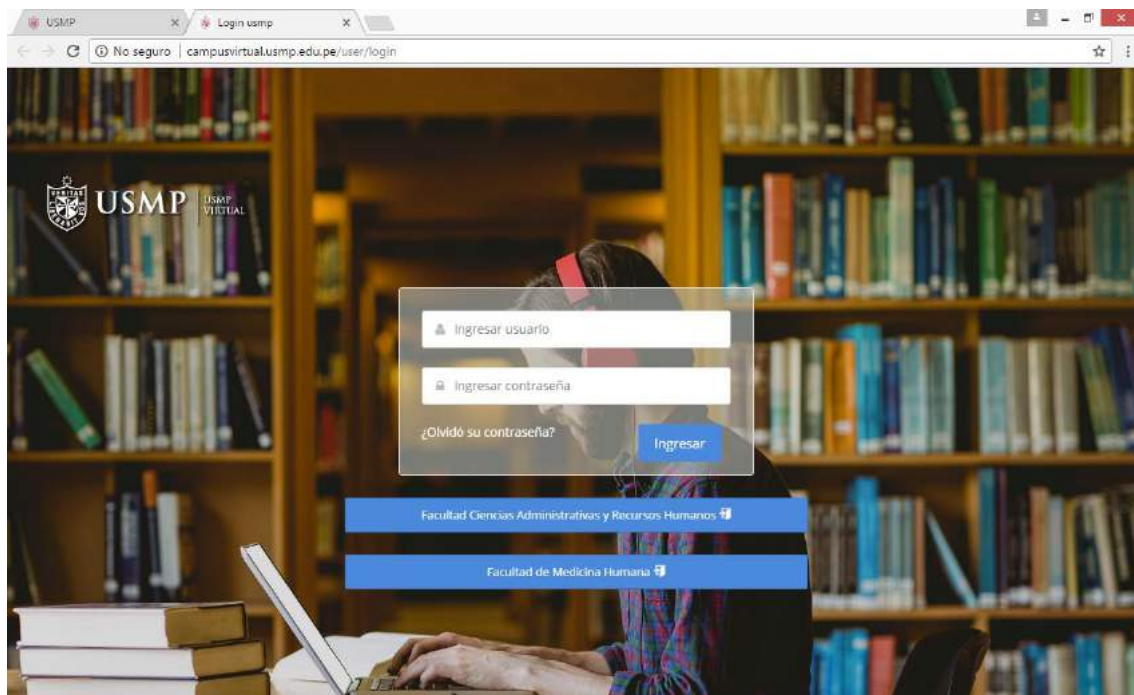 USMP
Login usmp
No seguro | campusvirtual.usmp.edu.pe/user/login
USMP
USMP
VIRTUAL
Ingresar usuario
Ingresar contraseña
¿Olvidó su contraseña?
Ingresar
Facultad Ciencias Administrativas y Recursos Humanos
Facultad de Medicina Humana